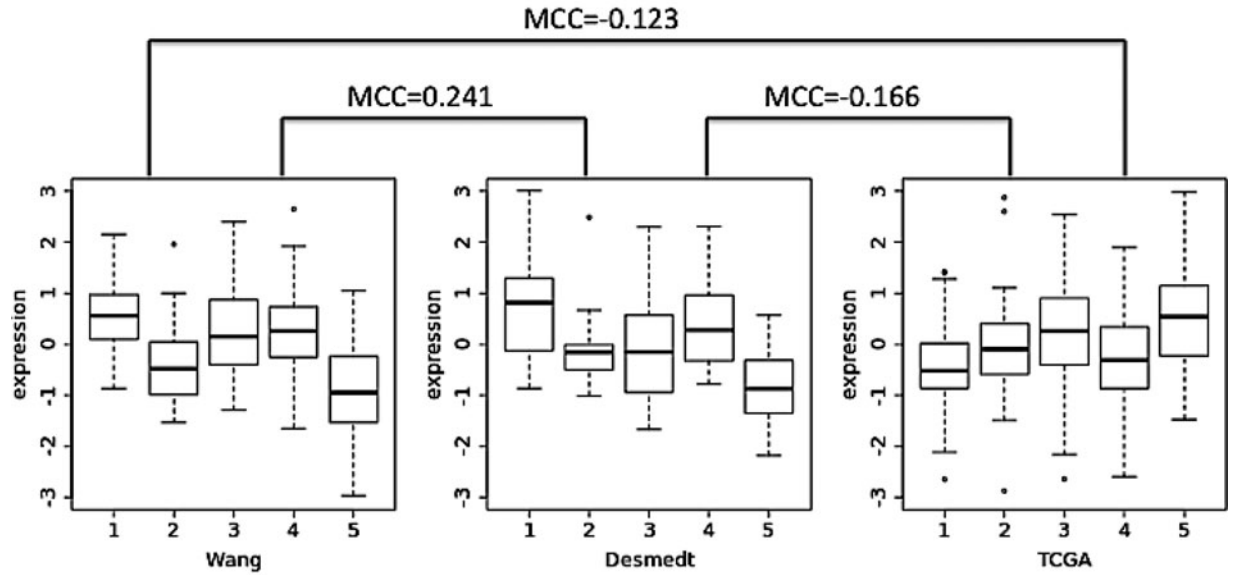 MCC=-0.123
MCC=0.241
MCC=-0.166
expression
3
2
1
0
-1
-2
-3
1 2 3 4 5
Wang
expression
3
2
1
0
-1
-2
-3
1 2 3 4 5
Desmedt
expression
3
2
1
0
-1
-2
-3
1 2 3 4 5
TCGA